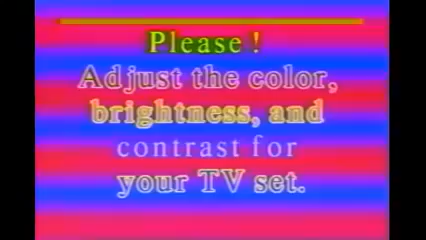 Please!
Adjust the color,
brightness, and
contrast for
your TV set.